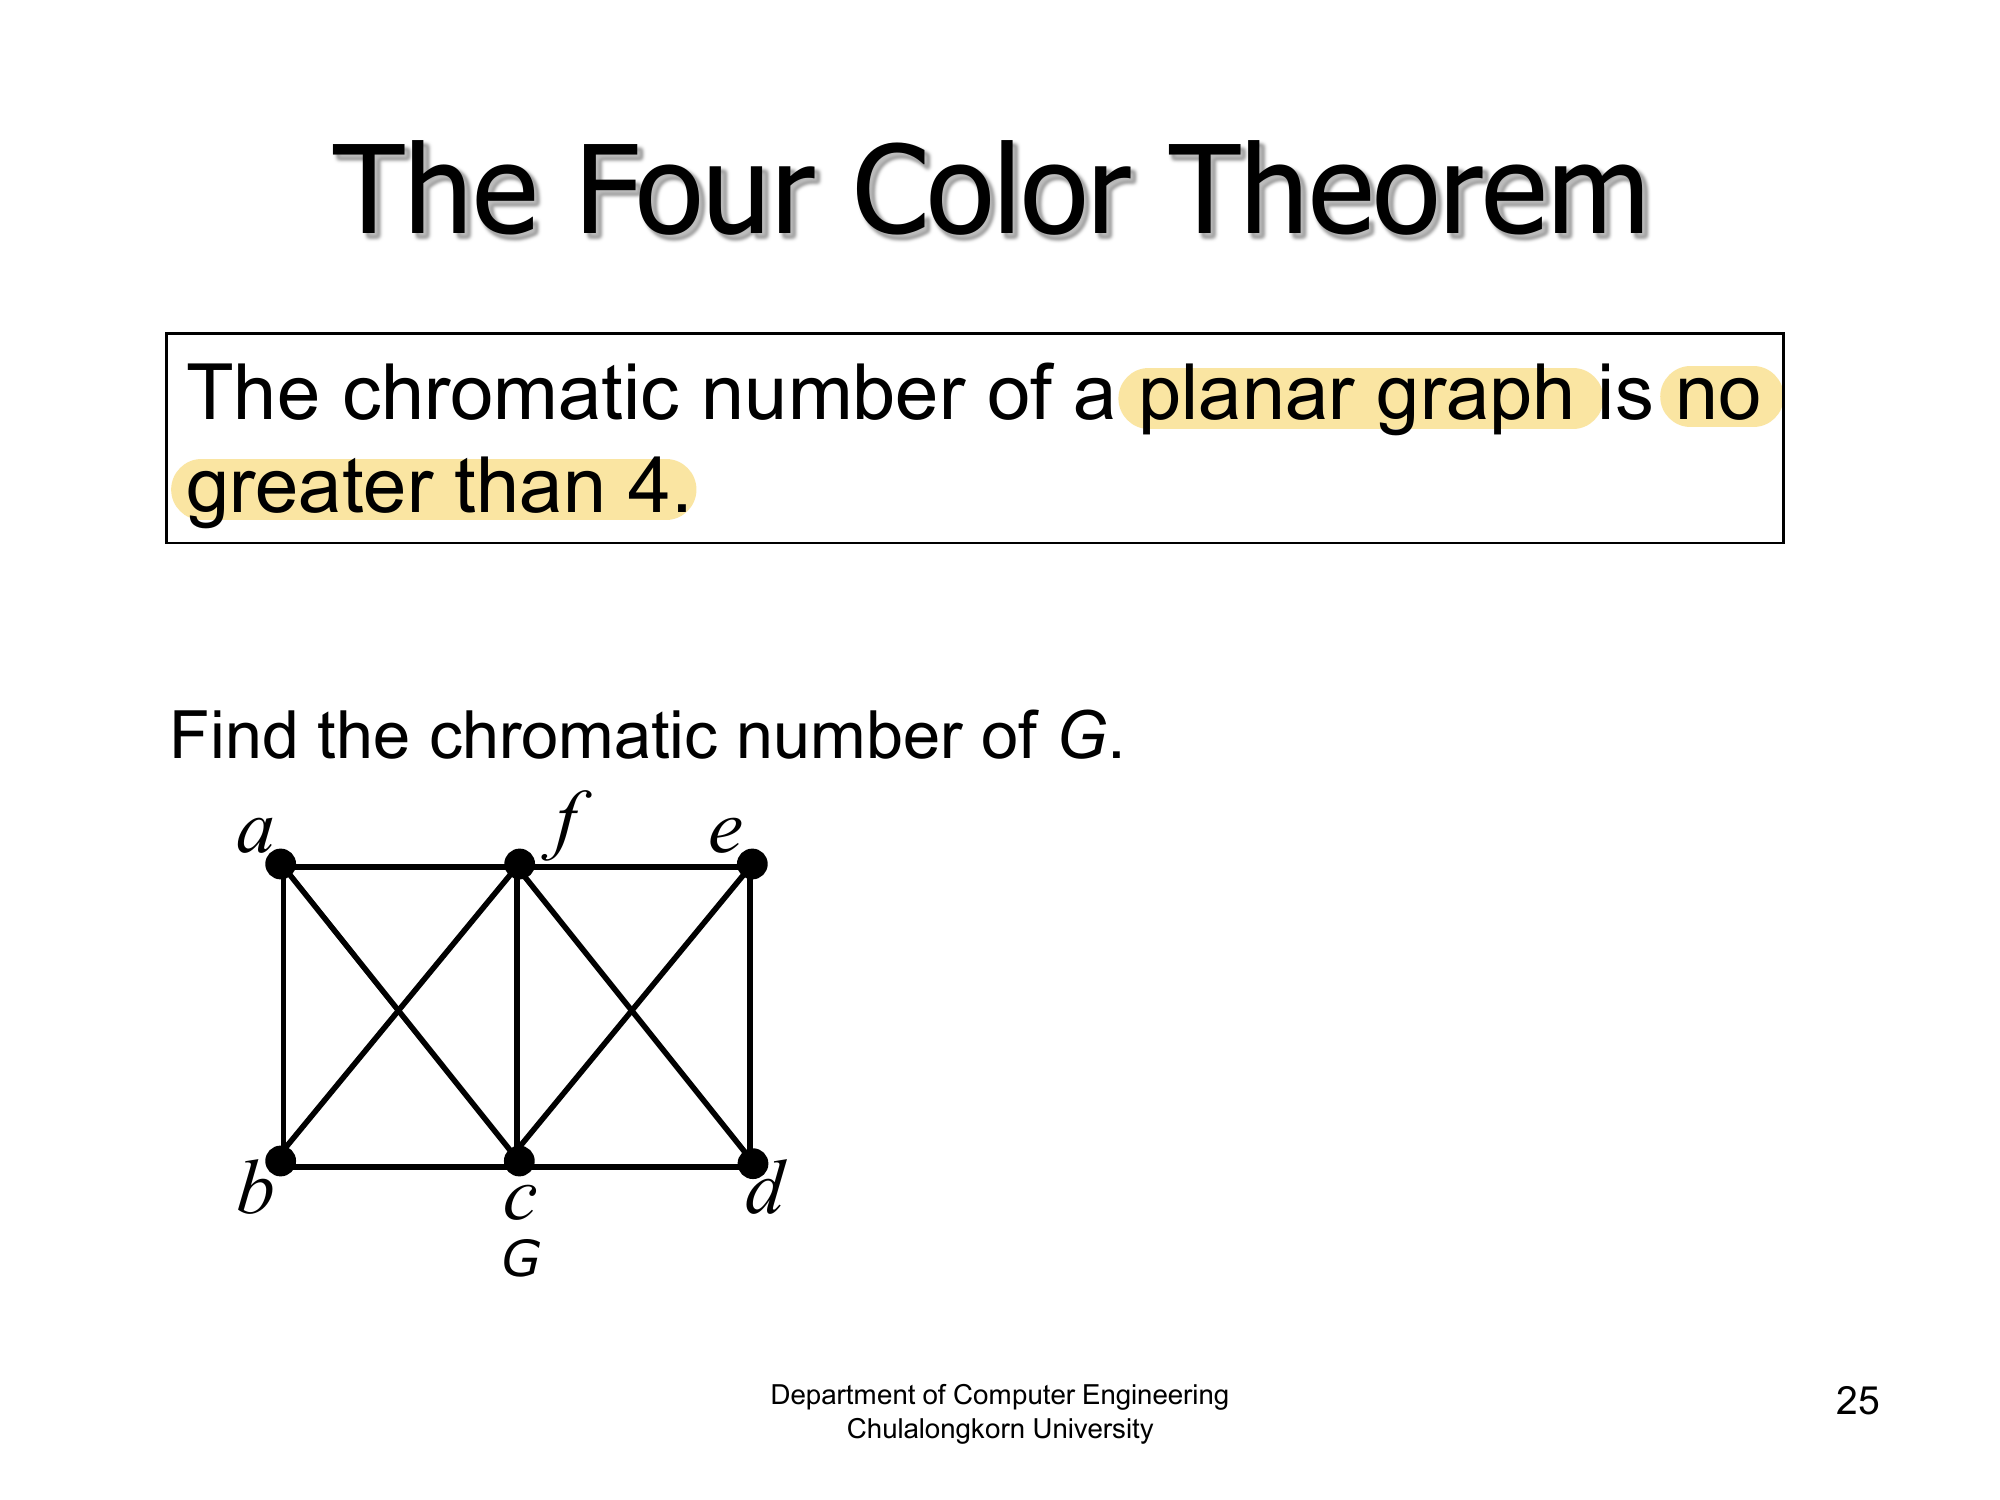 The Four Color Theorem
The chromatic number of a planar graph is no
greater than 4.
Find the chromatic number of G.
a f e
b c d
G
Department of Computer Engineering
Chulalongkorn University
25